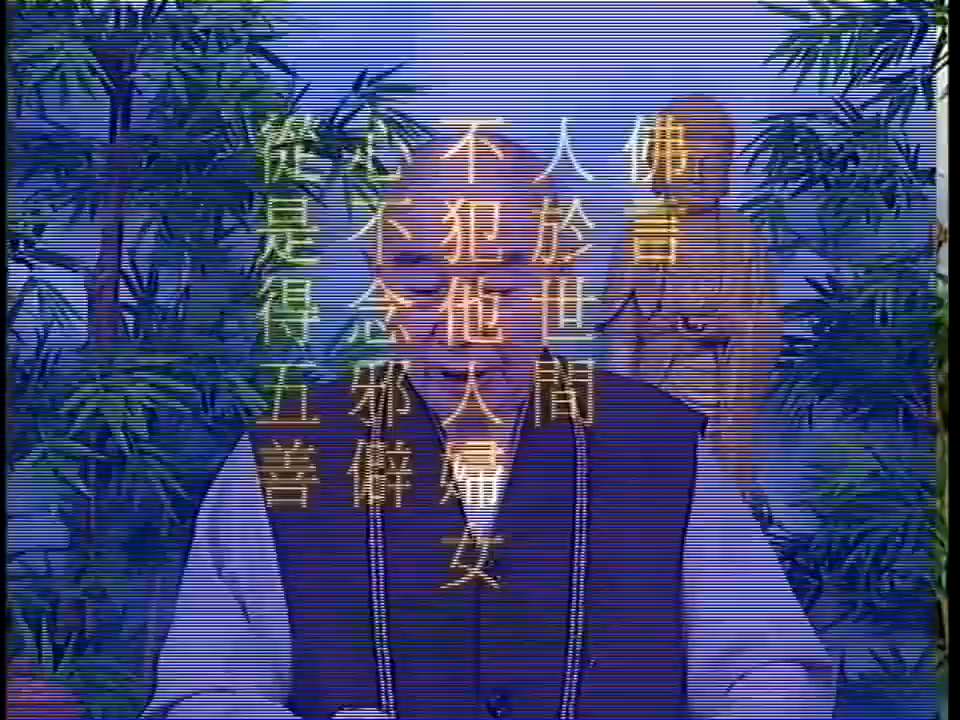 佛言
人於世間
不犯他人婦女
心不念邪僻
從是得五善